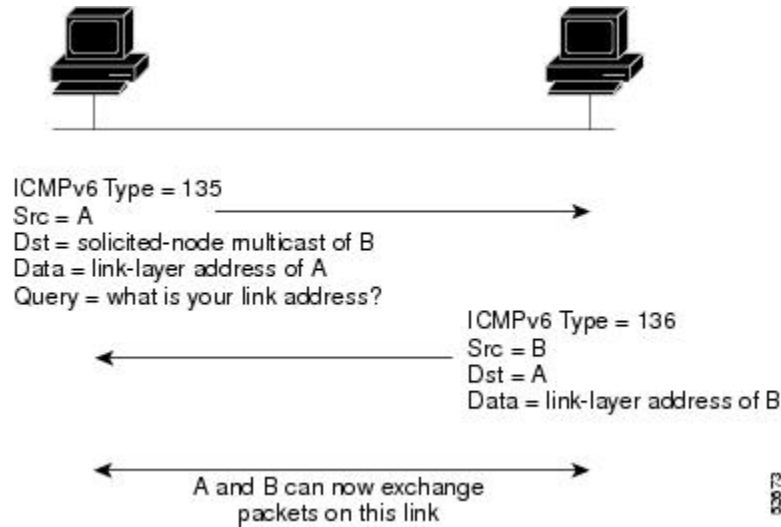 ICMPv6 Type = 135
Src = A
Dst = solicited-node multicast of B
Data = link-layer address of A
Query = what is your link address?
ICMPv6 Type = 136
Src = B
Dst = A
Data = link-layer address of B
A and B can now exchange
packets on this link